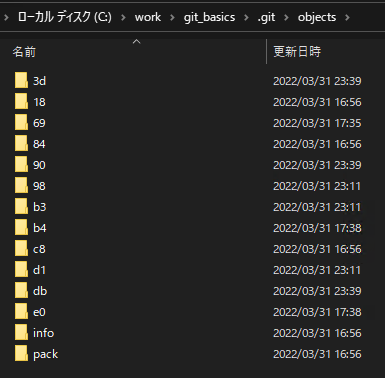 ローカル ディスク (C:) > work > git_basics > .git > objects >
名前 更新日時
3d 2022/03/31 23:39
18 2022/03/31 16:56
69 2022/03/31 17:35
84 2022/03/31 16:56
90 2022/03/31 23:39
98 2022/03/31 23:11
b3 2022/03/31 23:11
b4 2022/03/31 17:38
c8 2022/03/31 16:56
d1 2022/03/31 23:11
db 2022/03/31 23:39
e0 2022/03/31 17:38
info 2022/03/31 16:56
pack 2022/03/31 16:56